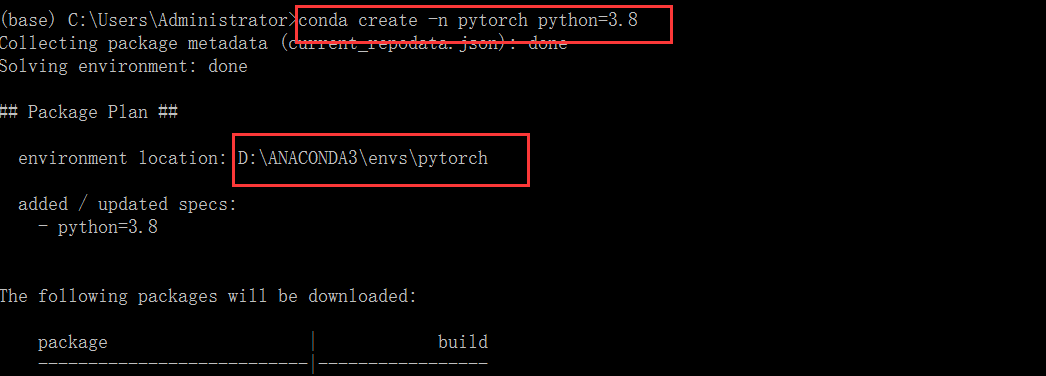 (base) C:\Users\Administrator>conda create -n pytorch python=3.8
Collecting package metadata (current_repodata.json): done
Solving environment: done
## Package Plan ##
environment location: D:\ANACONDA3\envs\pytorch
added / updated specs:
- python=3.8
The following packages will be downloaded:
package | build
---------------------------|-----------------